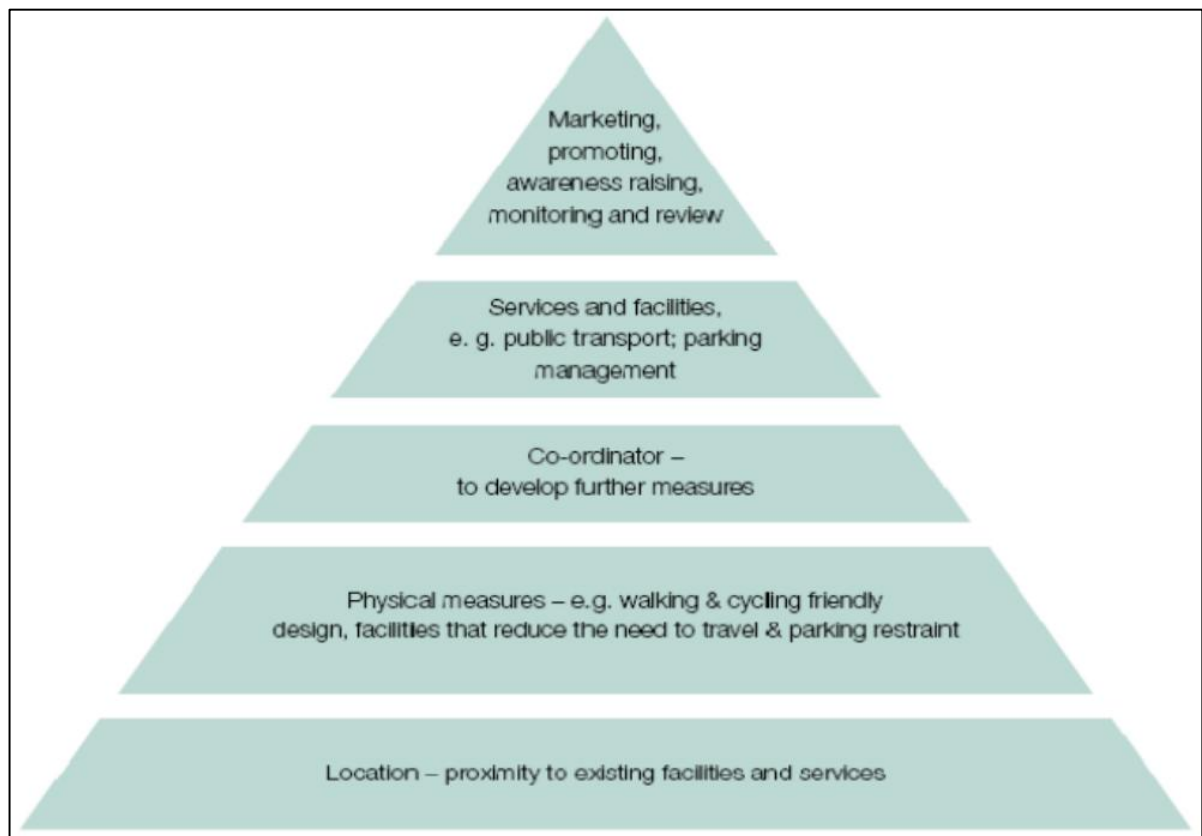 Marketing,
promoting,
awareness raising,
monitoring and review
Services and facilities,
e. g. public transport; parking
management
Co-ordinator –
to develop further measures
Physical measures – e.g. walking & cycling friendly
design, facilities that reduce the need to travel & parking restraint
Location – proximity to existing facilities and services